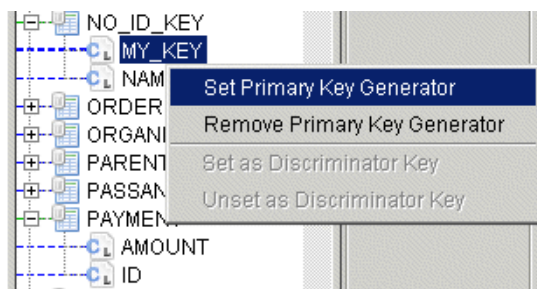 NO_ID_KEY
MY_KEY
NAM
Set Primary Key Generator
ORDER
Remove Primary Key Generator
ORGANI
PARENT
Set as Discriminator Key
PASSAN
Unset as Discriminator Key
PAYMENT
AMOUNT
ID